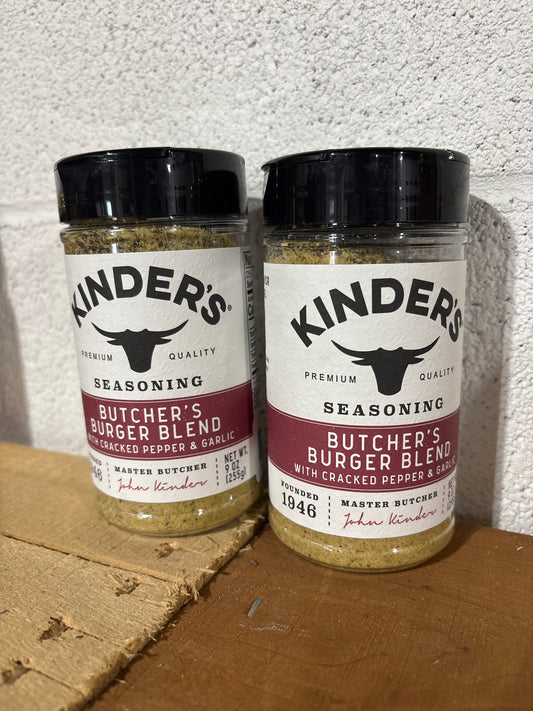 KINDER'S®
PREMIUM QUALITY
SEASONING
BUTCHER'S
BURGER BLEND
WITH CRACKED PEPPER & GARLIC
1946
MASTER BUTCHER
John Kinder
NET WT.
9 OZ
(255g)
KINDER'S
PREMIUM QUALITY
SEASONING
BUTCHER'S
BURGER BLEND
WITH CRACKED PEPPER & GARLIC
FOUNDED
1946
MASTER BUTCHER
John Kinder